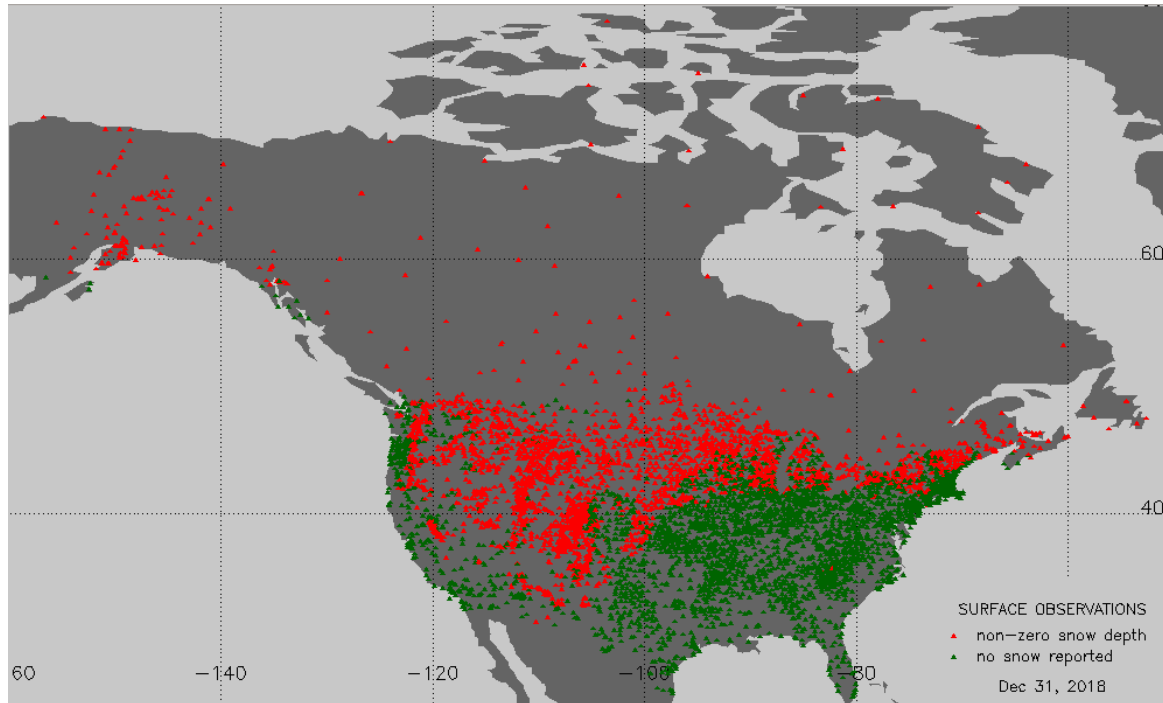 60
40
SURFACE OBSERVATIONS
non-zero snow depth
no snow reported
60 -140 -120 -100 -80
Dec 31, 2018